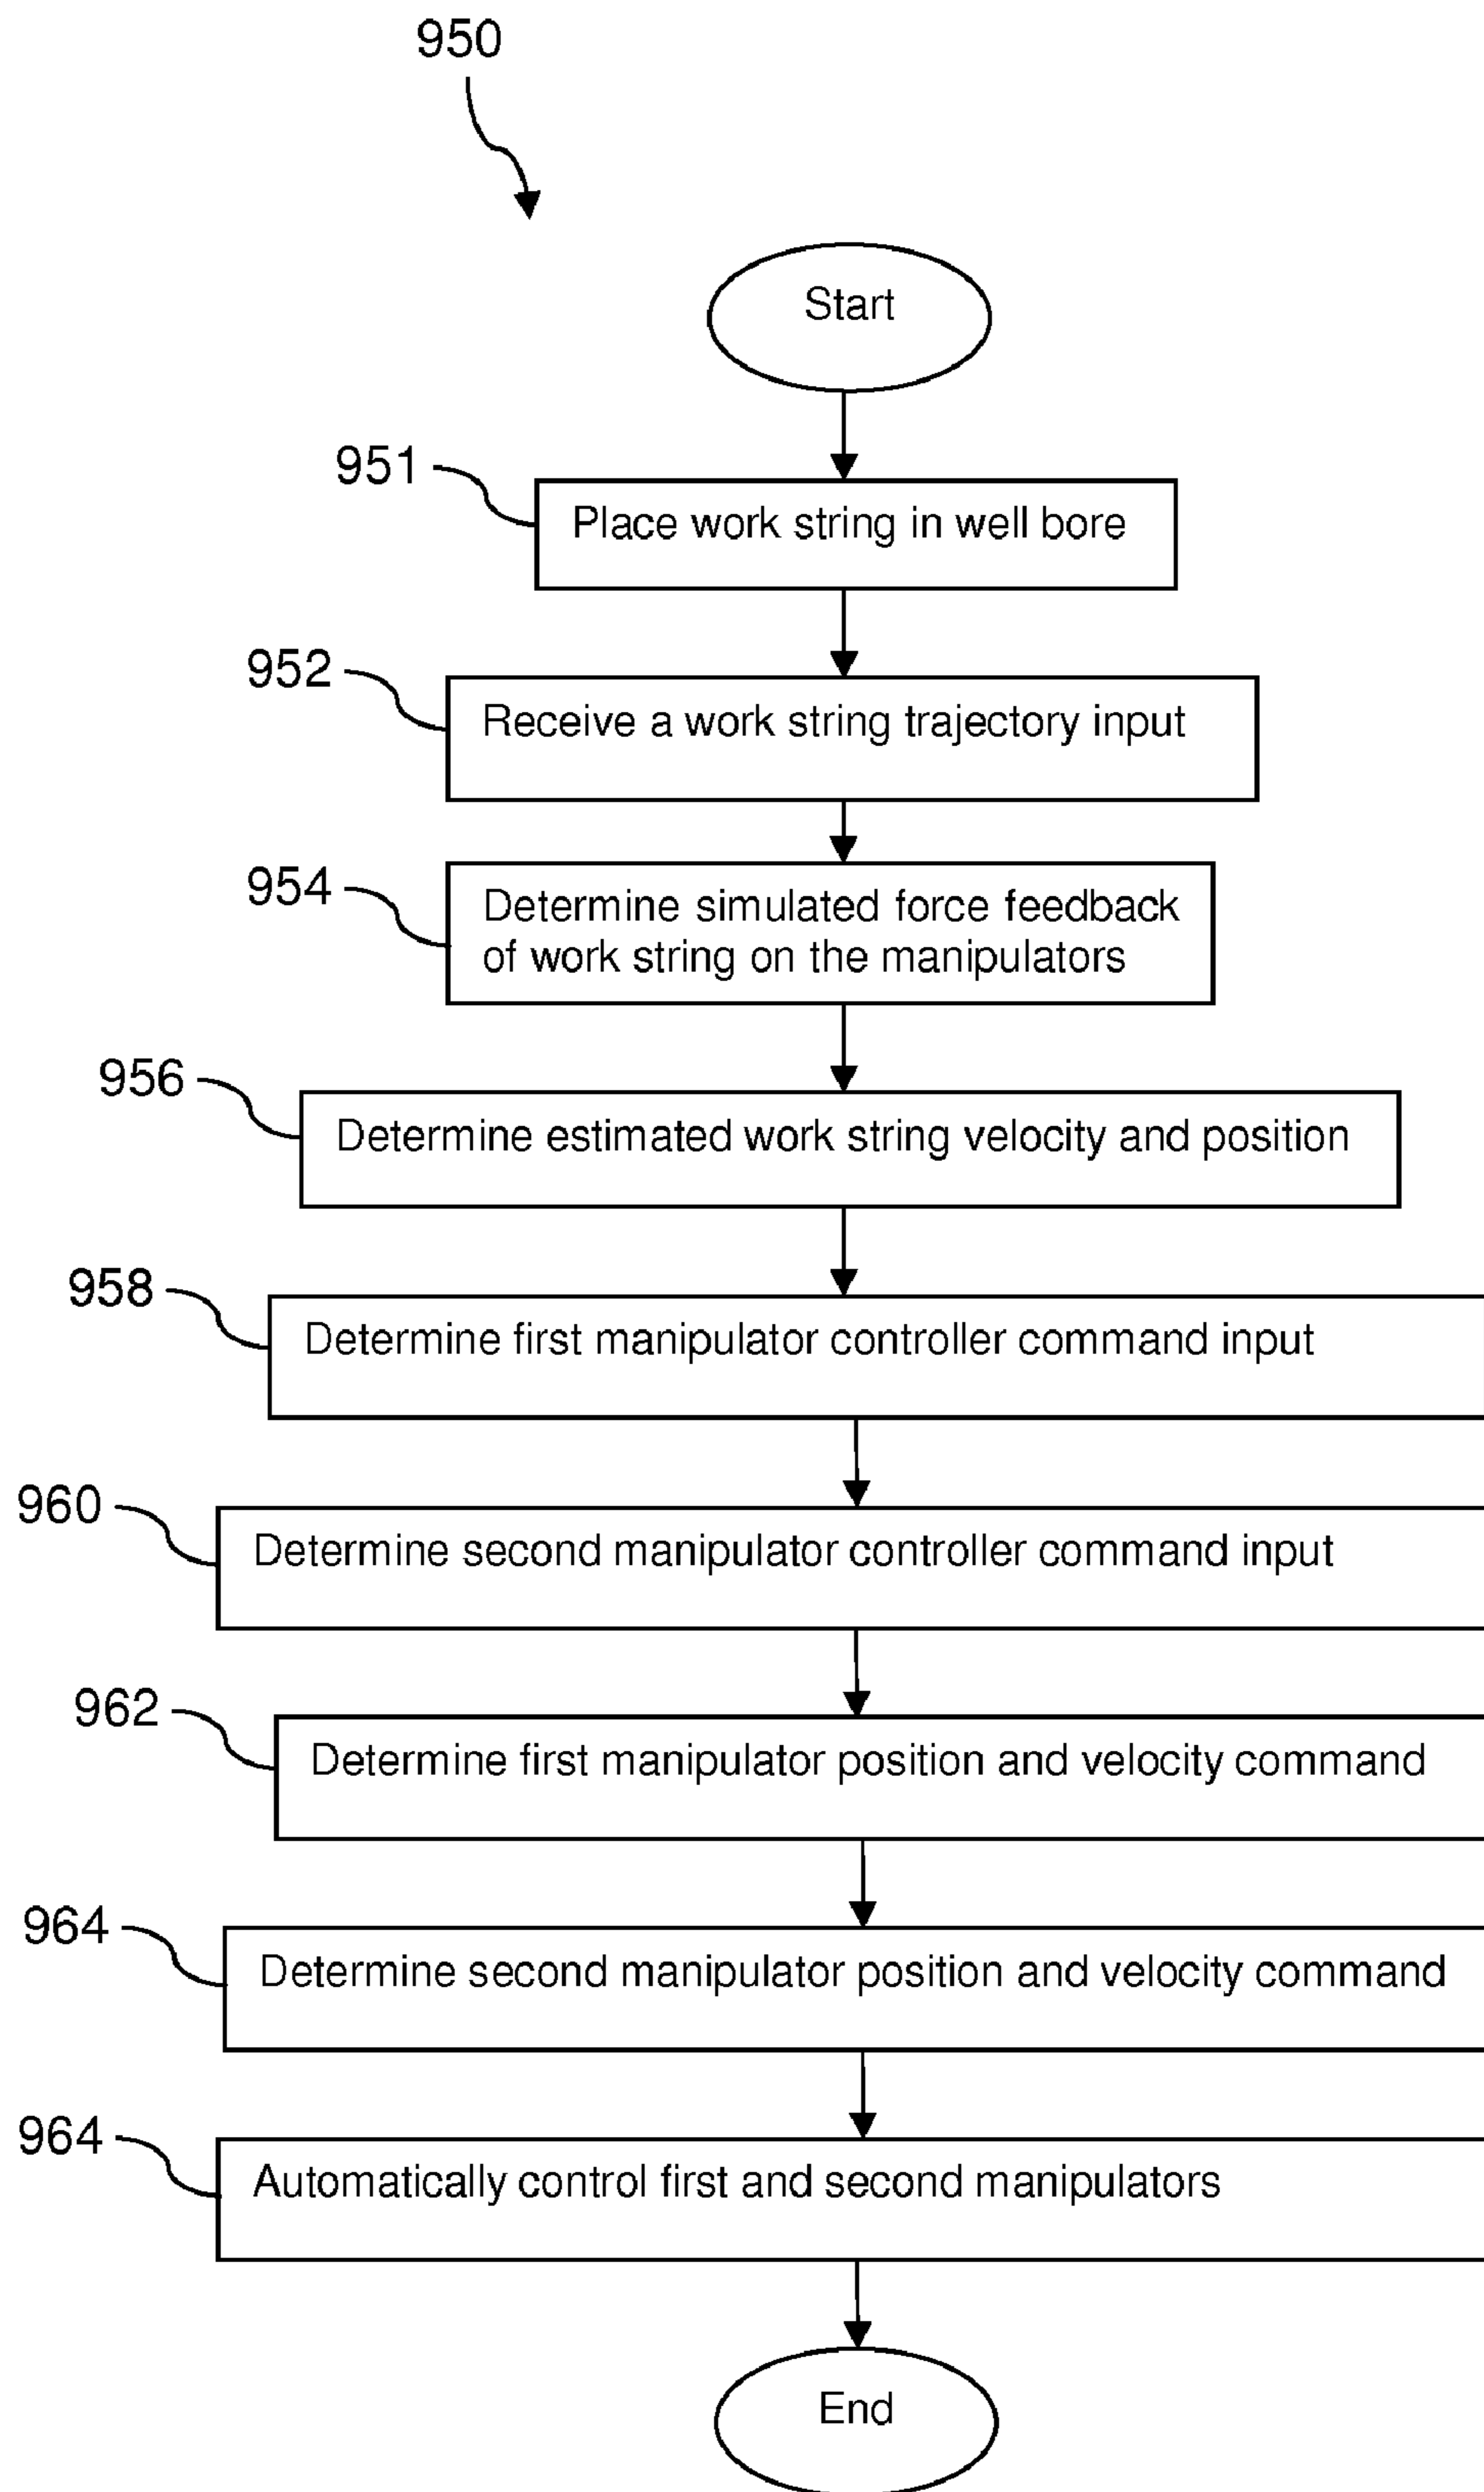 950
Start
951
Place work string in well bore
952
Receive a work string trajectory input
954
Determine simulated force feedback
of work string on the manipulators
956
Determine estimated work string velocity and position
958
Determine first manipulator controller command input
960
Determine second manipulator controller command input
962
Determine first manipulator position and velocity command
964
Determine second manipulator position and velocity command
964
Automatically control first and second manipulators
End